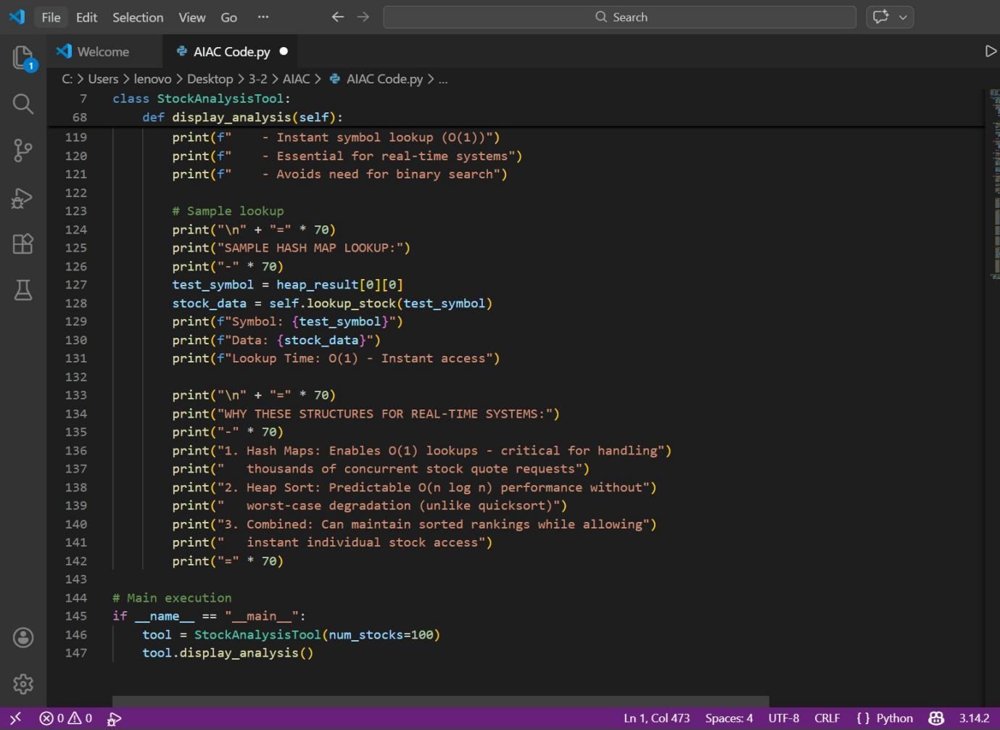 File Edit Selection View Go ... Search
1
Welcome AIAC Code.py
C: > Users > lenovo > Desktop > 3-2 > AIAC > AIAC Code.py > ...
7 class StockAnalysisTool:
68 def display_analysis(self):
119 print(f"    - Instant symbol lookup (O(1))")
120 print(f"    - Essential for real-time systems")
121 print(f"    - Avoids need for binary search")
122
123 # Sample lookup
124 print("\n" + "=" * 70)
125 print("SAMPLE HASH MAP LOOKUP:")
126 print("-" * 70)
127 test_symbol = heap_result[0][0]
128 stock_data = self.lookup_stock(test_symbol)
129 print(f"Symbol: {test_symbol}")
130 print(f"Data: {stock_data}")
131 print(f"Lookup Time: O(1) - Instant access")
132
133 print("\n" + "=" * 70)
134 print("WHY THESE STRUCTURES FOR REAL-TIME SYSTEMS:")
135 print("-" * 70)
136 print("1. Hash Maps: Enables O(1) lookups - critical for handling")
137 print("   thousands of concurrent stock quote requests")
138 print("2. Heap Sort: Predictable O(n log n) performance without")
139 print("   worst-case degradation (unlike quicksort)")
140 print("3. Combined: Can maintain sorted rankings while allowing")
141 print("   instant individual stock access")
142 print("=" * 70)
143
144 # Main execution
145 if __name__ == "__main__":
146 tool = StockAnalysisTool(num_stocks=100)
147 tool.display_analysis()
0 0 Ln 1, Col 473 Spaces: 4 UTF-8 CRLF { } Python 3.14.2